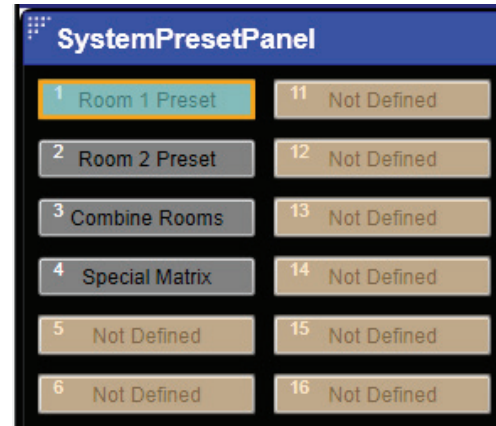 SystemPresetPanel
1 Room 1 Preset
2 Room 2 Preset
3 Combine Rooms
4 Special Matrix
5 Not Defined
6 Not Defined
11 Not Defined
12 Not Defined
13 Not Defined
14 Not Defined
15 Not Defined
16 Not Defined